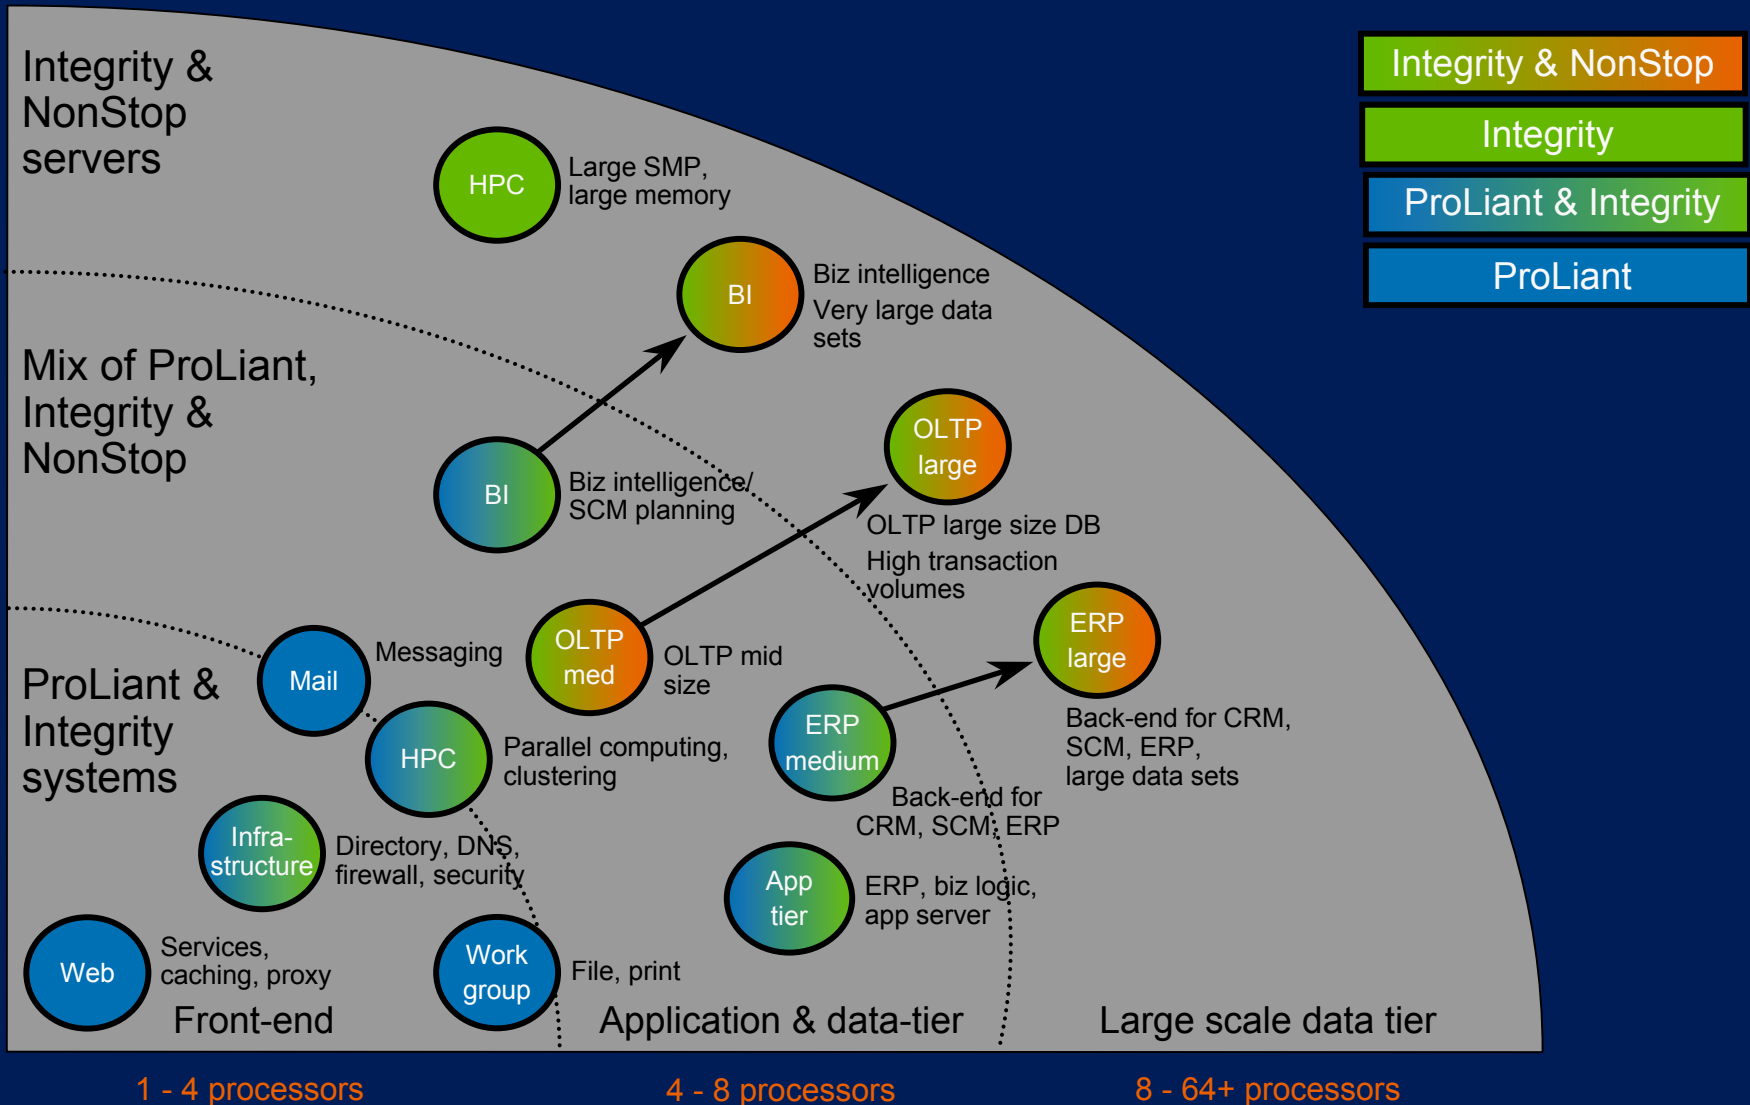 Integrity &
NonStop
servers
Integrity & NonStop
Integrity
ProLiant & Integrity
ProLiant
HPC
Large SMP,
large memory
BI
Biz intelligence
Very large data
sets
Mix of ProLiant,
Integrity &
NonStop
OLTP
large
OLTP large size DB
High transaction
volumes
BI
Biz intelligence/
SCM planning
ERP
large
Back-end for CRM,
SCM, ERP,
large data sets
OLTP
med
OLTP mid
size
Mail
Messaging
ProLiant &
Integrity
systems
HPC
Parallel computing,
clustering
ERP
medium
Back-end for
CRM, SCM, ERP
Infra-
structure
Directory, DNS,
firewall, security
App
tier
ERP, biz logic,
app server
Web
Services,
caching, proxy
Work
group
File, print
Front-end
Application & data-tier
Large scale data tier
1 - 4 processors
4 - 8 processors
8 - 64+ processors